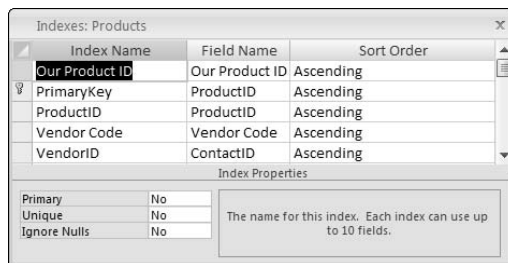 Indexes: Products
Index Name Field Name Sort Order
Our Product ID Our Product ID Ascending
PrimaryKey ProductID Ascending
ProductID ProductID Ascending
Vendor Code Vendor Code Ascending
VendorID ContactID Ascending
Index Properties
Primary No
Unique No
Ignore Nulls No
The name for this index. Each index can use up
to 10 fields.